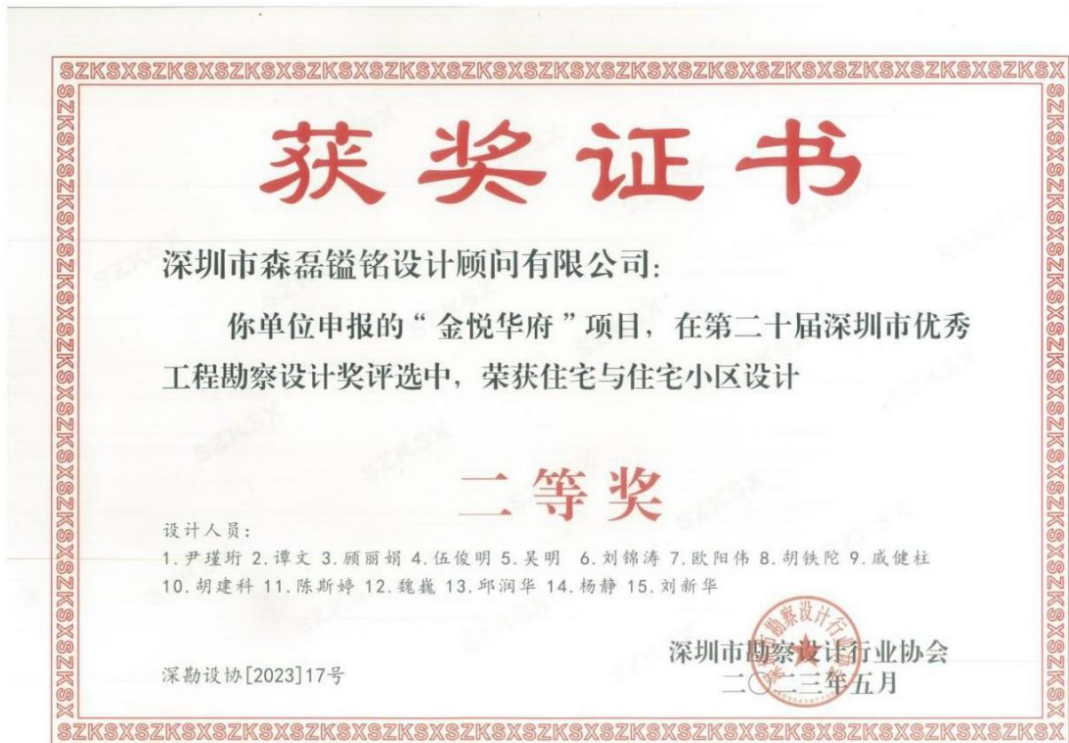 SZKSXSZKSXSZKSXSZKSXSZKSXSZKSXSZKSXSZKSXSZKSXSZKSXSZKSXSZKSX
获奖证书
深圳市森磊镒铭设计顾问有限公司：
你单位申报的“金悦华府”项目，在第二十届深圳市优秀
工程勘察设计奖评选中，荣获住宅与住宅小区设计
二等奖
设计人员：
1.尹瑾珩 2.谭文 3.顾丽娟 4.伍俊明 5.吴明 6.刘锦涛 7.欧阳伟 8.胡铁陀 9.戚健柱
10.胡建科 11.陈斯婷 12.魏巍 13.邱润华 14.杨静 15.刘新华
深圳市勘察设计行业协会
二〇二三年五月
深勘设协[2023]17号
SZKSXSZKSXSZKSXSZKSXSZKSXSZKSXSZKSXSZKSXSZKSXSZKSXSZKSXSZKSX